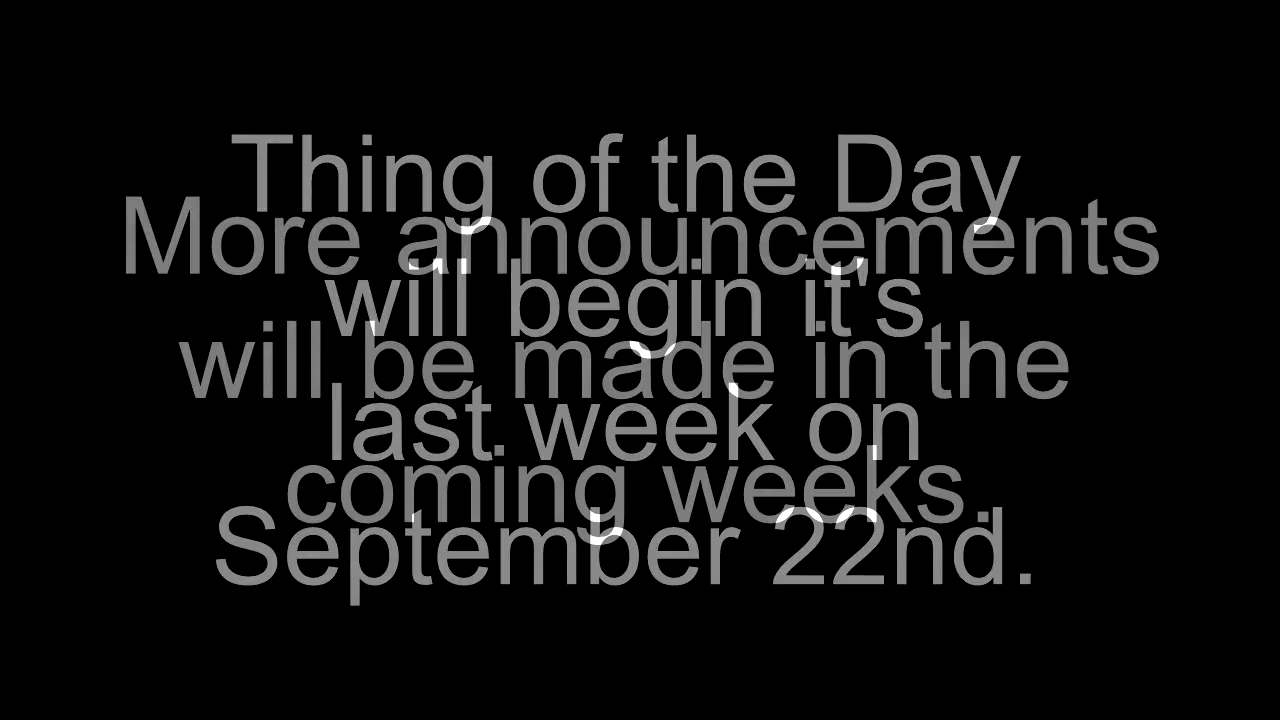 Thing of the Day
More announcements
will begin it's
will be made in the
last week on
coming weeks.
September 22nd.